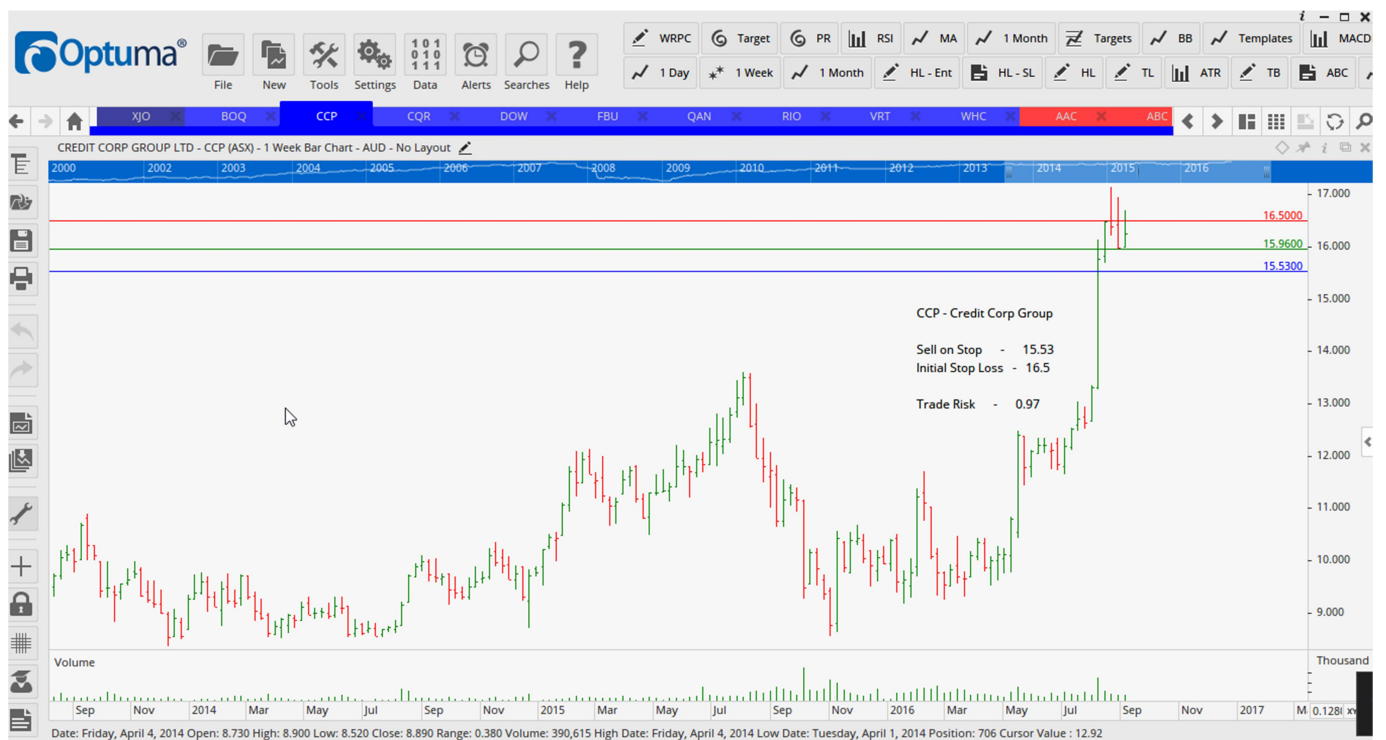 Optuma®
File
New
Tools
Settings
Data
Alerts
Searches
Help
WRPC
Target
PR
RSI
MA
1 Month
Targets
BB
Templates
MACD
1 Day
1 Week
1 Month
HL - Ent
HL - SL
HL
TL
ATR
TB
ABC
XJO
BOQ
CCP
CQR
DOW
FBU
QAN
RIO
VRT
WHC
AAC
ABC
CREDIT CORP GROUP LTD - CCP (ASX) - 1 Week Bar Chart - AUD - No Layout
2000 2002 2003 2004 2005 2006 2007 2008 2009 2010 2011 2012 2013 2014 2015 2016
17.000
16.5000
15.9600
16.000
15.5300
15.000
CCP - Credit Corp Group
Sell on Stop - 15.53
14.000
Initial Stop Loss - 16.5
Trade Risk - 0.97
13.000
12.000
11.000
10.000
9.000
Volume
Thousand
Sep Nov 2014 Mar May Jul Sep Nov 2015 Mar May Jul Sep Nov 2016 Mar May Jul Sep Nov 2017 M
Date: Friday, April 4, 2014 Open: 8.730 High: 8.900 Low: 8.520 Close: 8.890 Range: 0.380 Volume: 390,615 High Date: Friday, April 4, 2014 Low Date: Tuesday, April 1, 2014 Position: 706 Cursor Value : 12.92